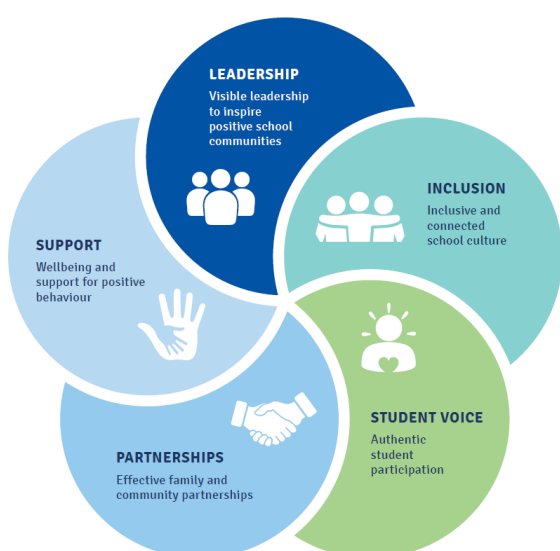 LEADERSHIP
Visible leadership
to inspire
positive school
communities
INCLUSION
Inclusive and
connected
school culture
STUDENT VOICE
Authentic
student
participation
PARTNERSHIPS
Effective family and
community partnerships
SUPPORT
Wellbeing and
support for positive
behaviour